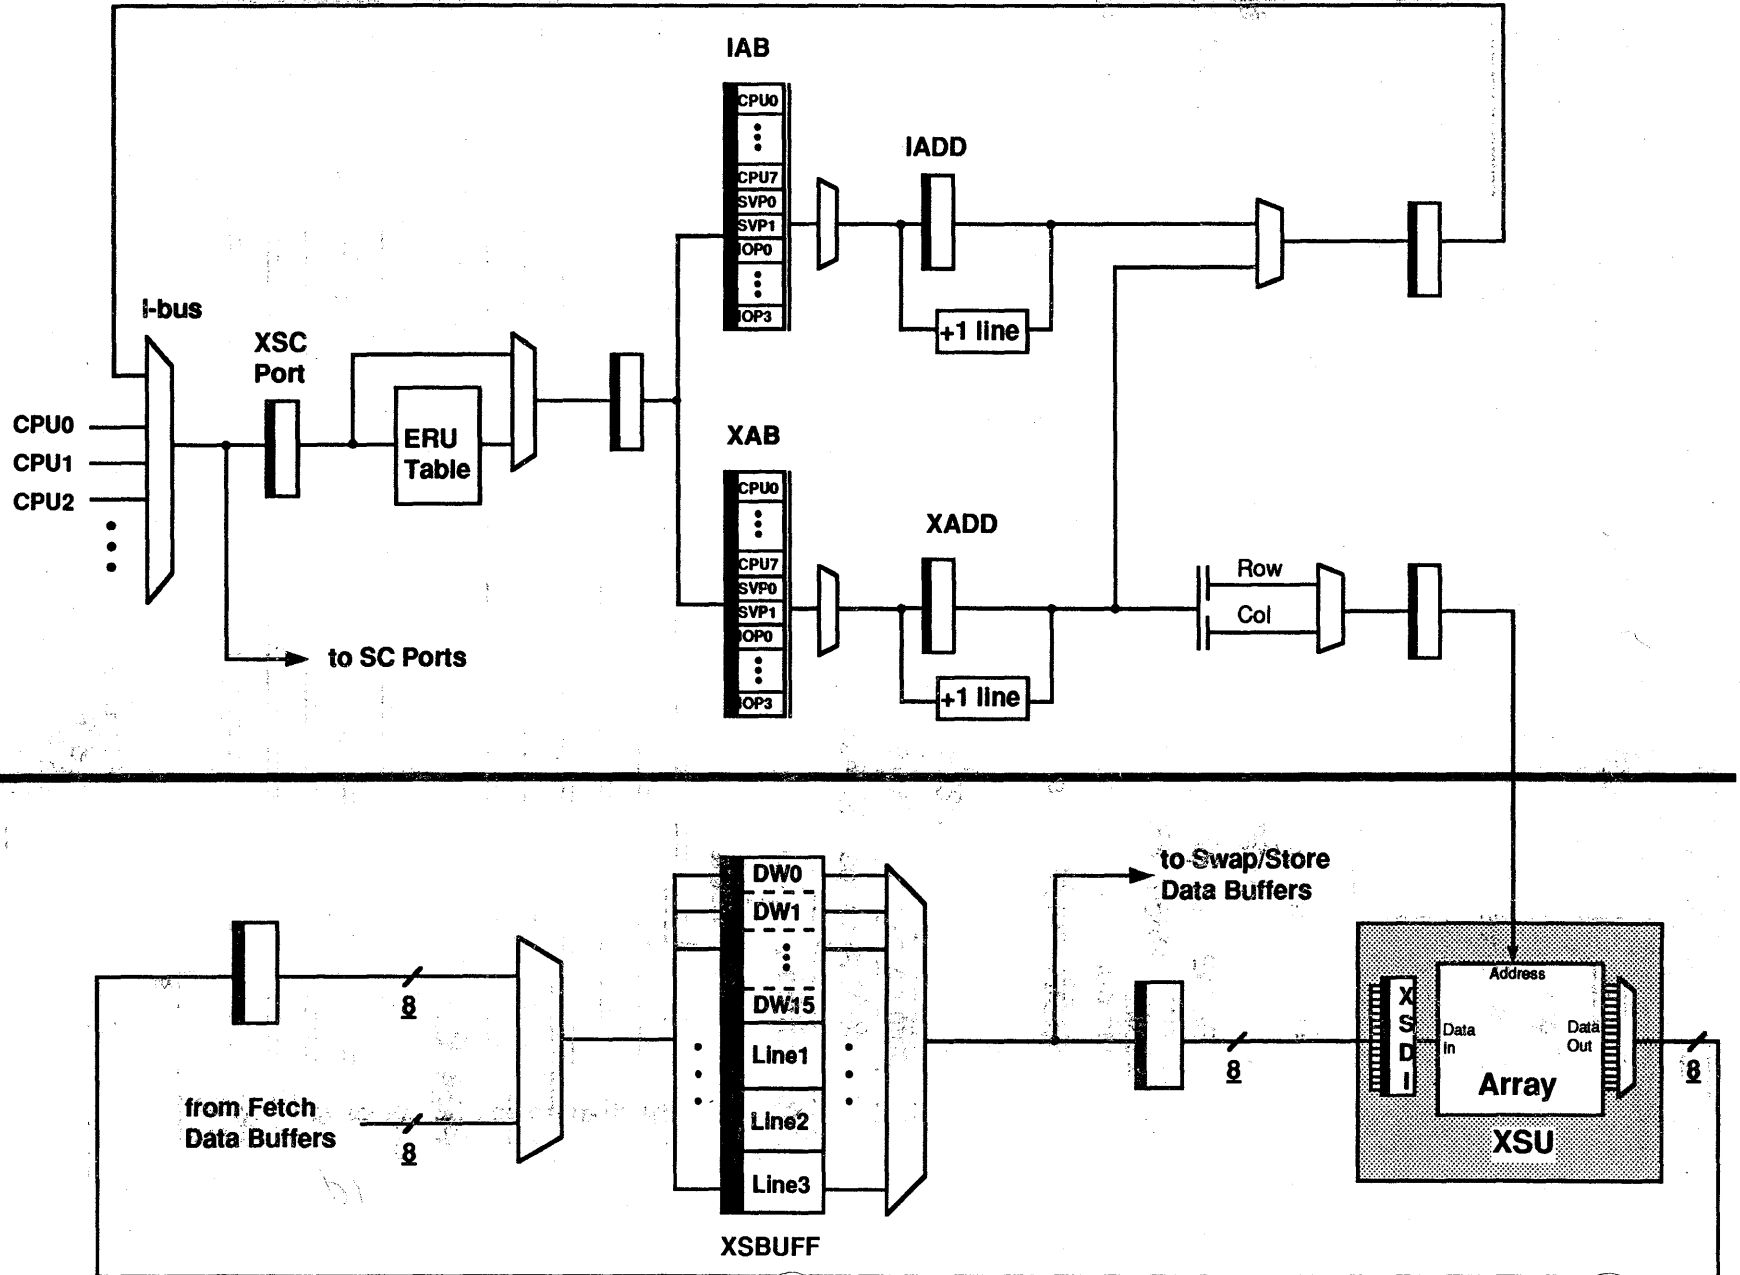 IAB
CPU0
CPU7
SVP0
SVP1
IOP0
IOP3
IADD
+1 line
I-bus
XSC
Port
CPU0
CPU1
CPU2
ERU
Table
to SC Ports
XAB
CPU0
CPU7
SVP0
SVP1
IOP0
IOP3
XADD
+1 line
Row
Col
to Swap/Store
Data Buffers
DW0
DW1
DW15
Line1
Line2
Line3
XSBUFF
8
from Fetch
Data Buffers
8
8
XSDI
Address
Data
In
Data
Out
Array
XSU
8